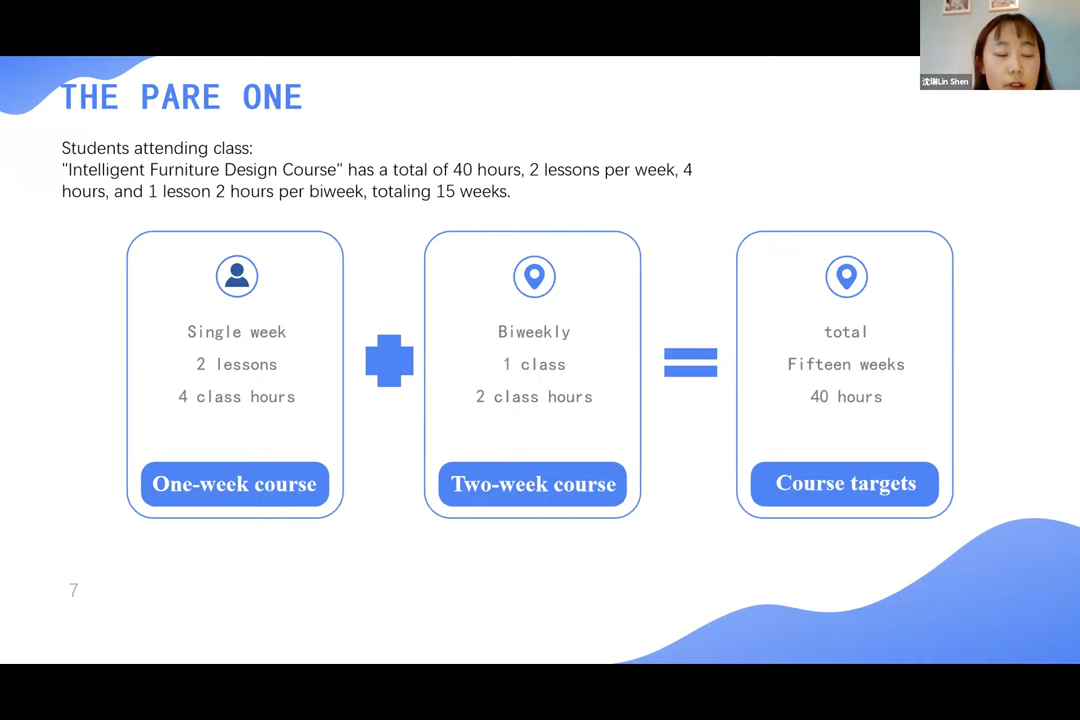 THE PARE ONE
沈琳Lin Shen
Students attending class:
"Intelligent Furniture Design Course" has a total of 40 hours, 2 lessons per week, 4
hours, and 1 lesson 2 hours per biweek, totaling 15 weeks.
Single week
2 lessons
4 class hours
One-week course
Biweekly
1 class
2 class hours
Two-week course
total
Fifteen weeks
40 hours
Course targets
7